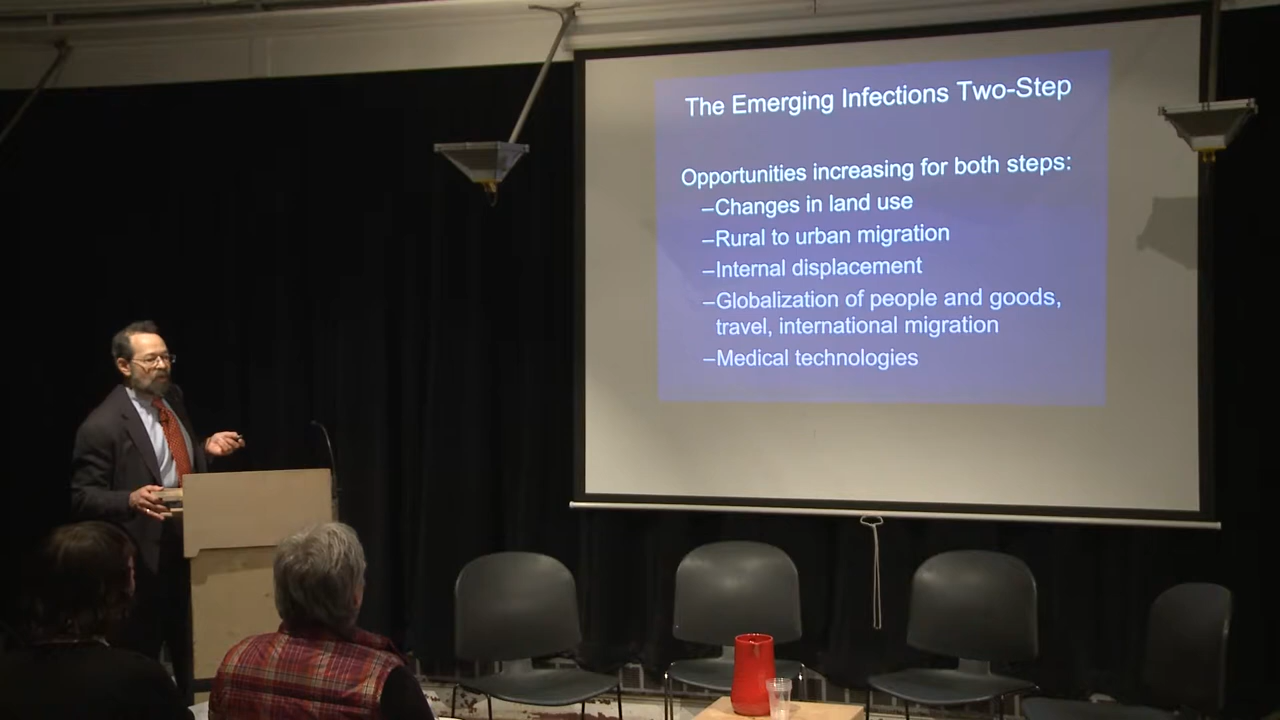 The Emerging Infections Two-Step
Opportunities increasing for both steps:
–Changes in land use
–Rural to urban migration
–Internal displacement
–Globalization of people and goods,
travel, international migration
–Medical technologies